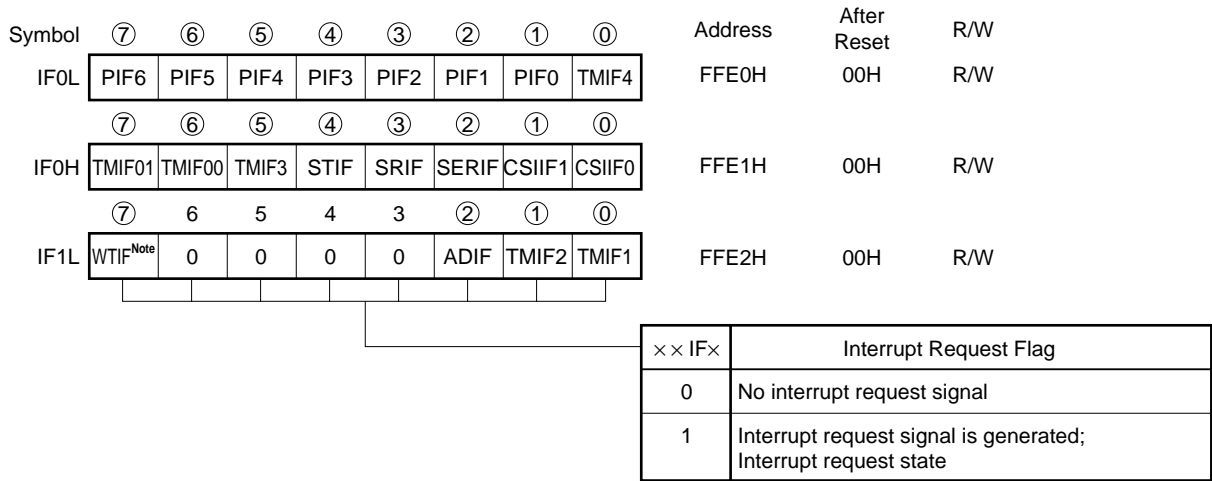 Symbol ⑦ ⑥ ⑤ ④ ③ ② ① ⓪ Address After Reset R/W
IF0L PIF6 PIF5 PIF4 PIF3 PIF2 PIF1 PIF0 TMIF4 FFE0H 00H R/W
⑦ ⑥ ⑤ ④ ③ ② ① ⓪
IF0H TMIF01 TMIF00 TMIF3 STIF SRIF SERIF CSIIF1 CSIIF0 FFE1H 00H R/W
⑦ 6 5 4 3 ② ① ⓪
IF1L WTIF^Note 0 0 0 0 ADIF TMIF2 TMIF1 FFE2H 00H R/W
××IF× Interrupt Request Flag
0 No interrupt request signal
1 Interrupt request signal is generated;
Interrupt request state